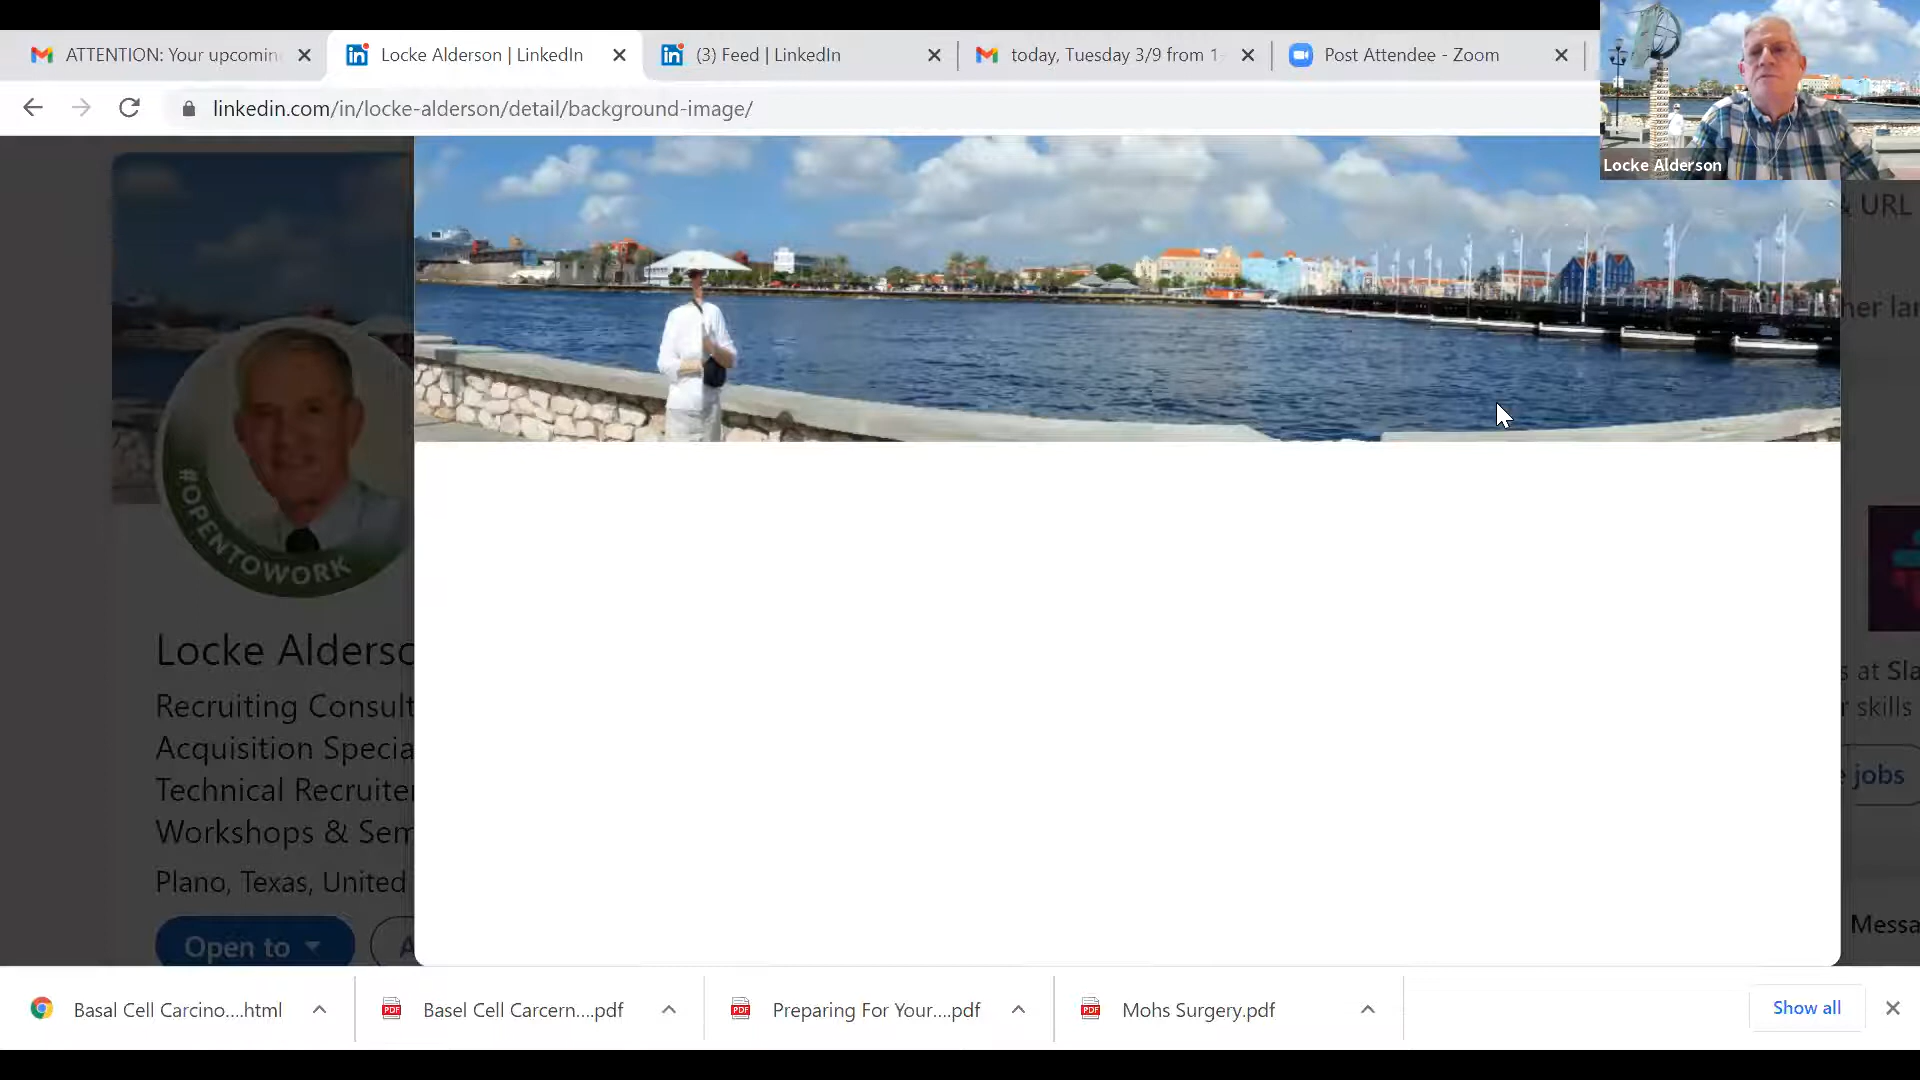 ATTENTION: Your upcomin
Locke Alderson | LinkedIn
(3) Feed | LinkedIn
today, Tuesday 3/9 from 1-
Post Attendee - Zoom
linkedin.com/in/locke-alderson/detail/background-image/
Locke Alderson
& URL
her lan
#OPENTOWORK
Locke Alderso
Recruiting Consult
Acquisition Specia
Technical Recruiter
Workshops & Sem
Plano, Texas, United
Open to
A
s at Sla
r skills
e jobs
Messa
Basal Cell Carcino....html
Basel Cell Carcern....pdf
Preparing For Your....pdf
Mohs Surgery.pdf
Show all